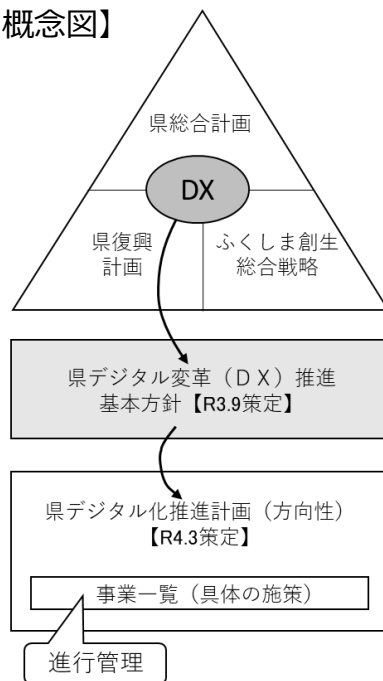 概念図】
県総合計画
DX
県復興
計画
ふくしま創生
総合戦略
県デジタル変革（ＤＸ）推進
基本方針【R3.9策定】
県デジタル化推進計画（方向性）
【R4.3策定】
事業一覧（具体の施策）
進行管理